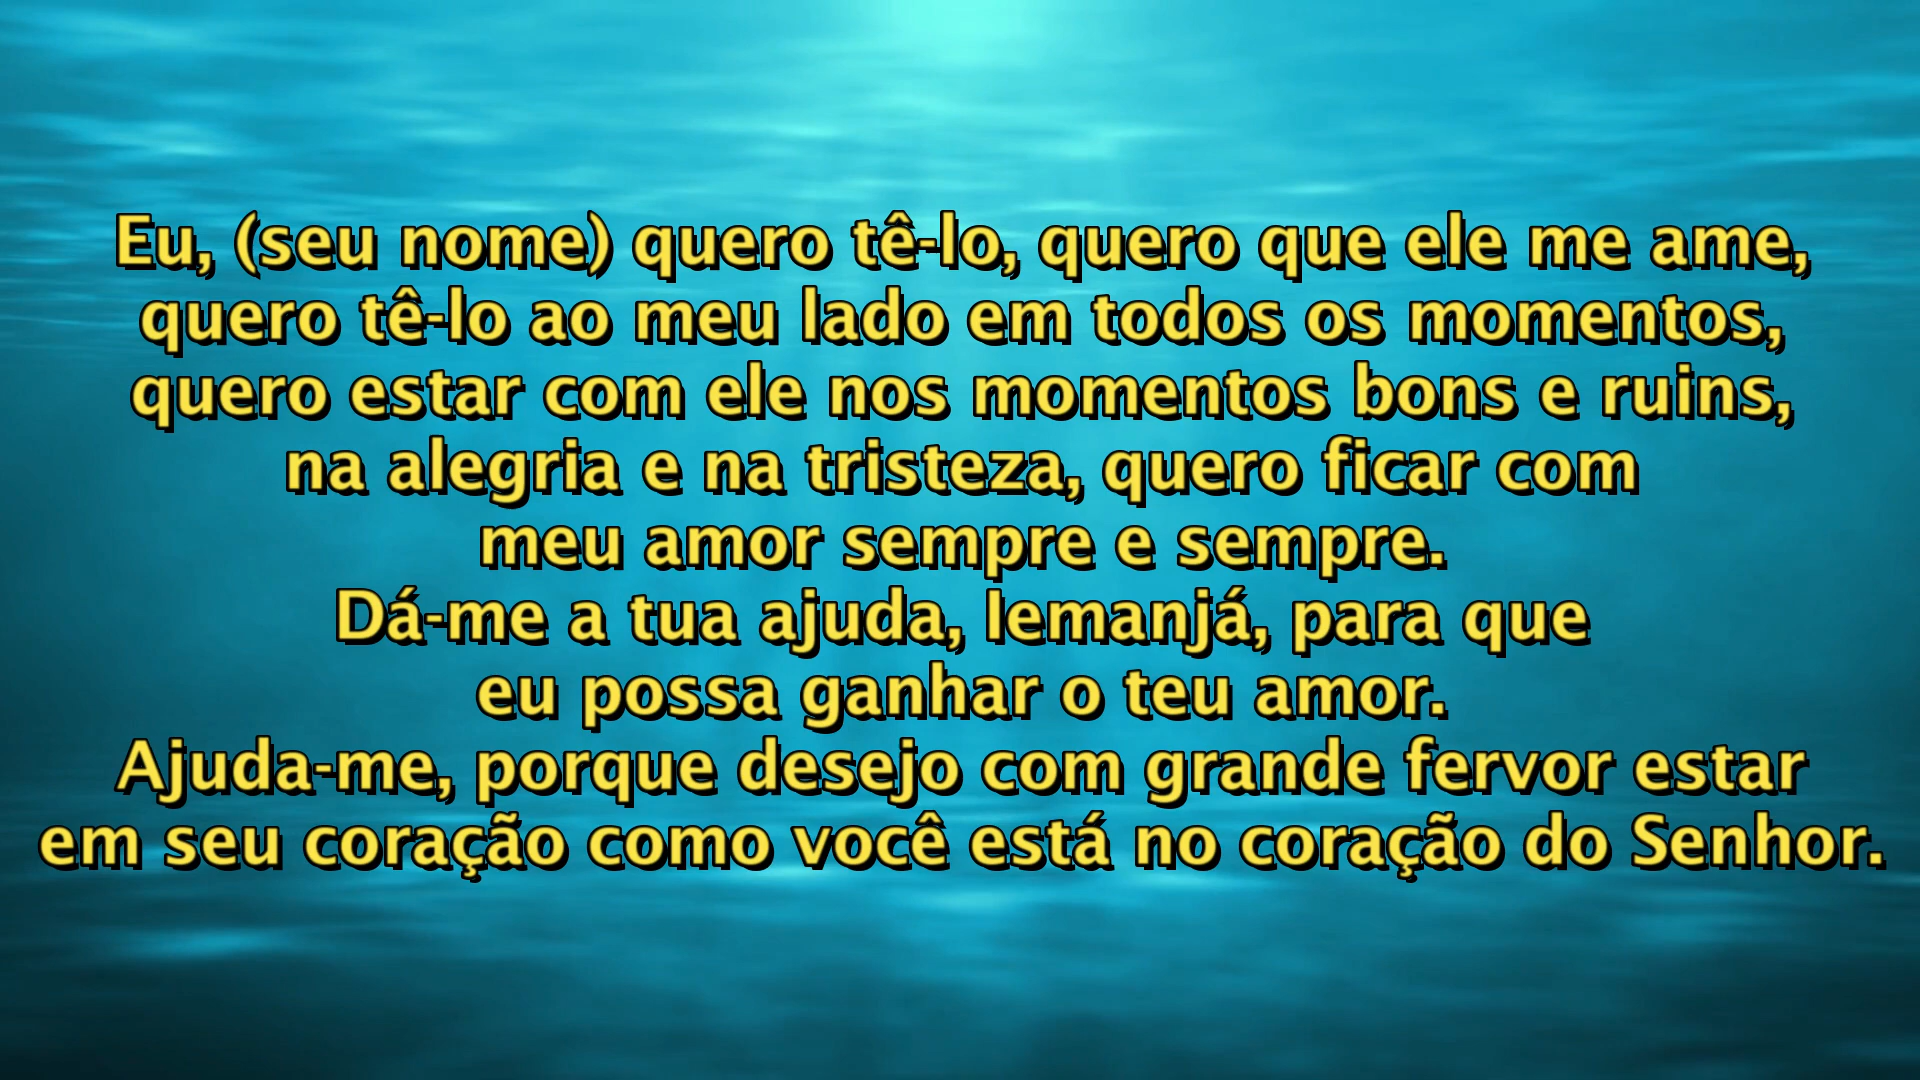 Eu, (seu nome) quero tê-lo, quero que ele me ame,
quero tê-lo ao meu lado em todos os momentos,
quero estar com ele nos momentos bons e ruins,
na alegria e na tristeza, quero ficar com
meu amor sempre e sempre.
Dá-me a tua ajuda, Iemanjá, para que
eu possa ganhar o teu amor.
Ajuda-me, porque desejo com grande fervor estar
em seu coração como você está no coração do Senhor.